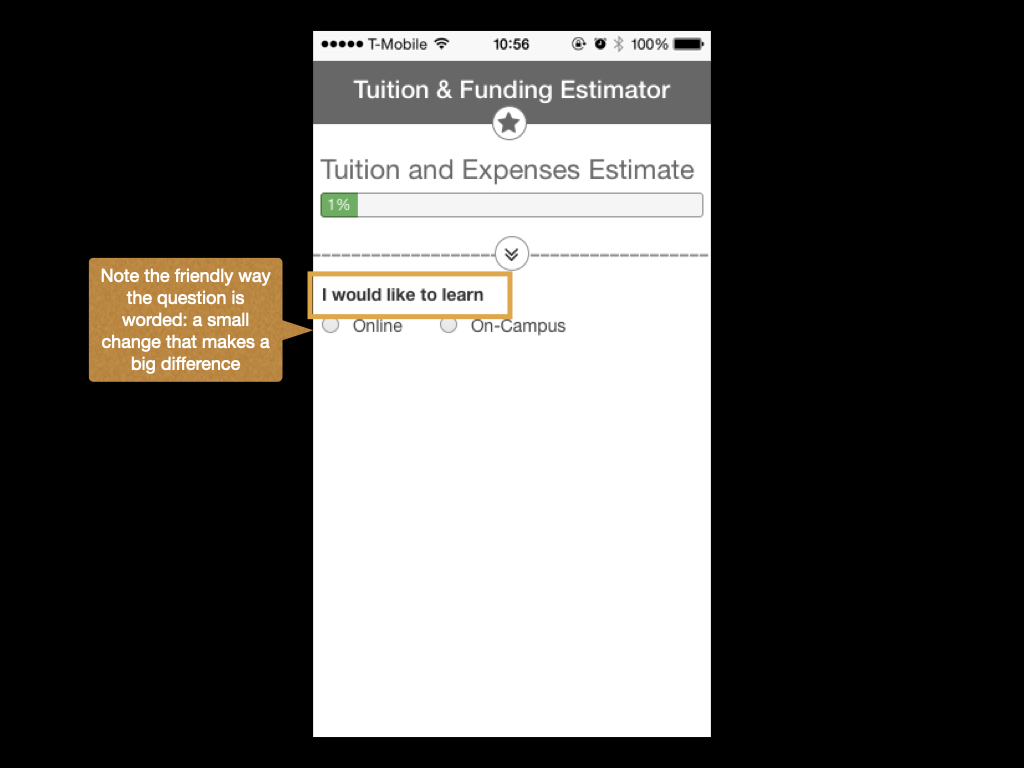 T-Mobile 10:56 100%
Tuition & Funding Estimator
Tuition and Expenses Estimate
1%
Note the friendly way
the question is
worded: a small
change that makes a
big difference
I would like to learn
Online On-Campus